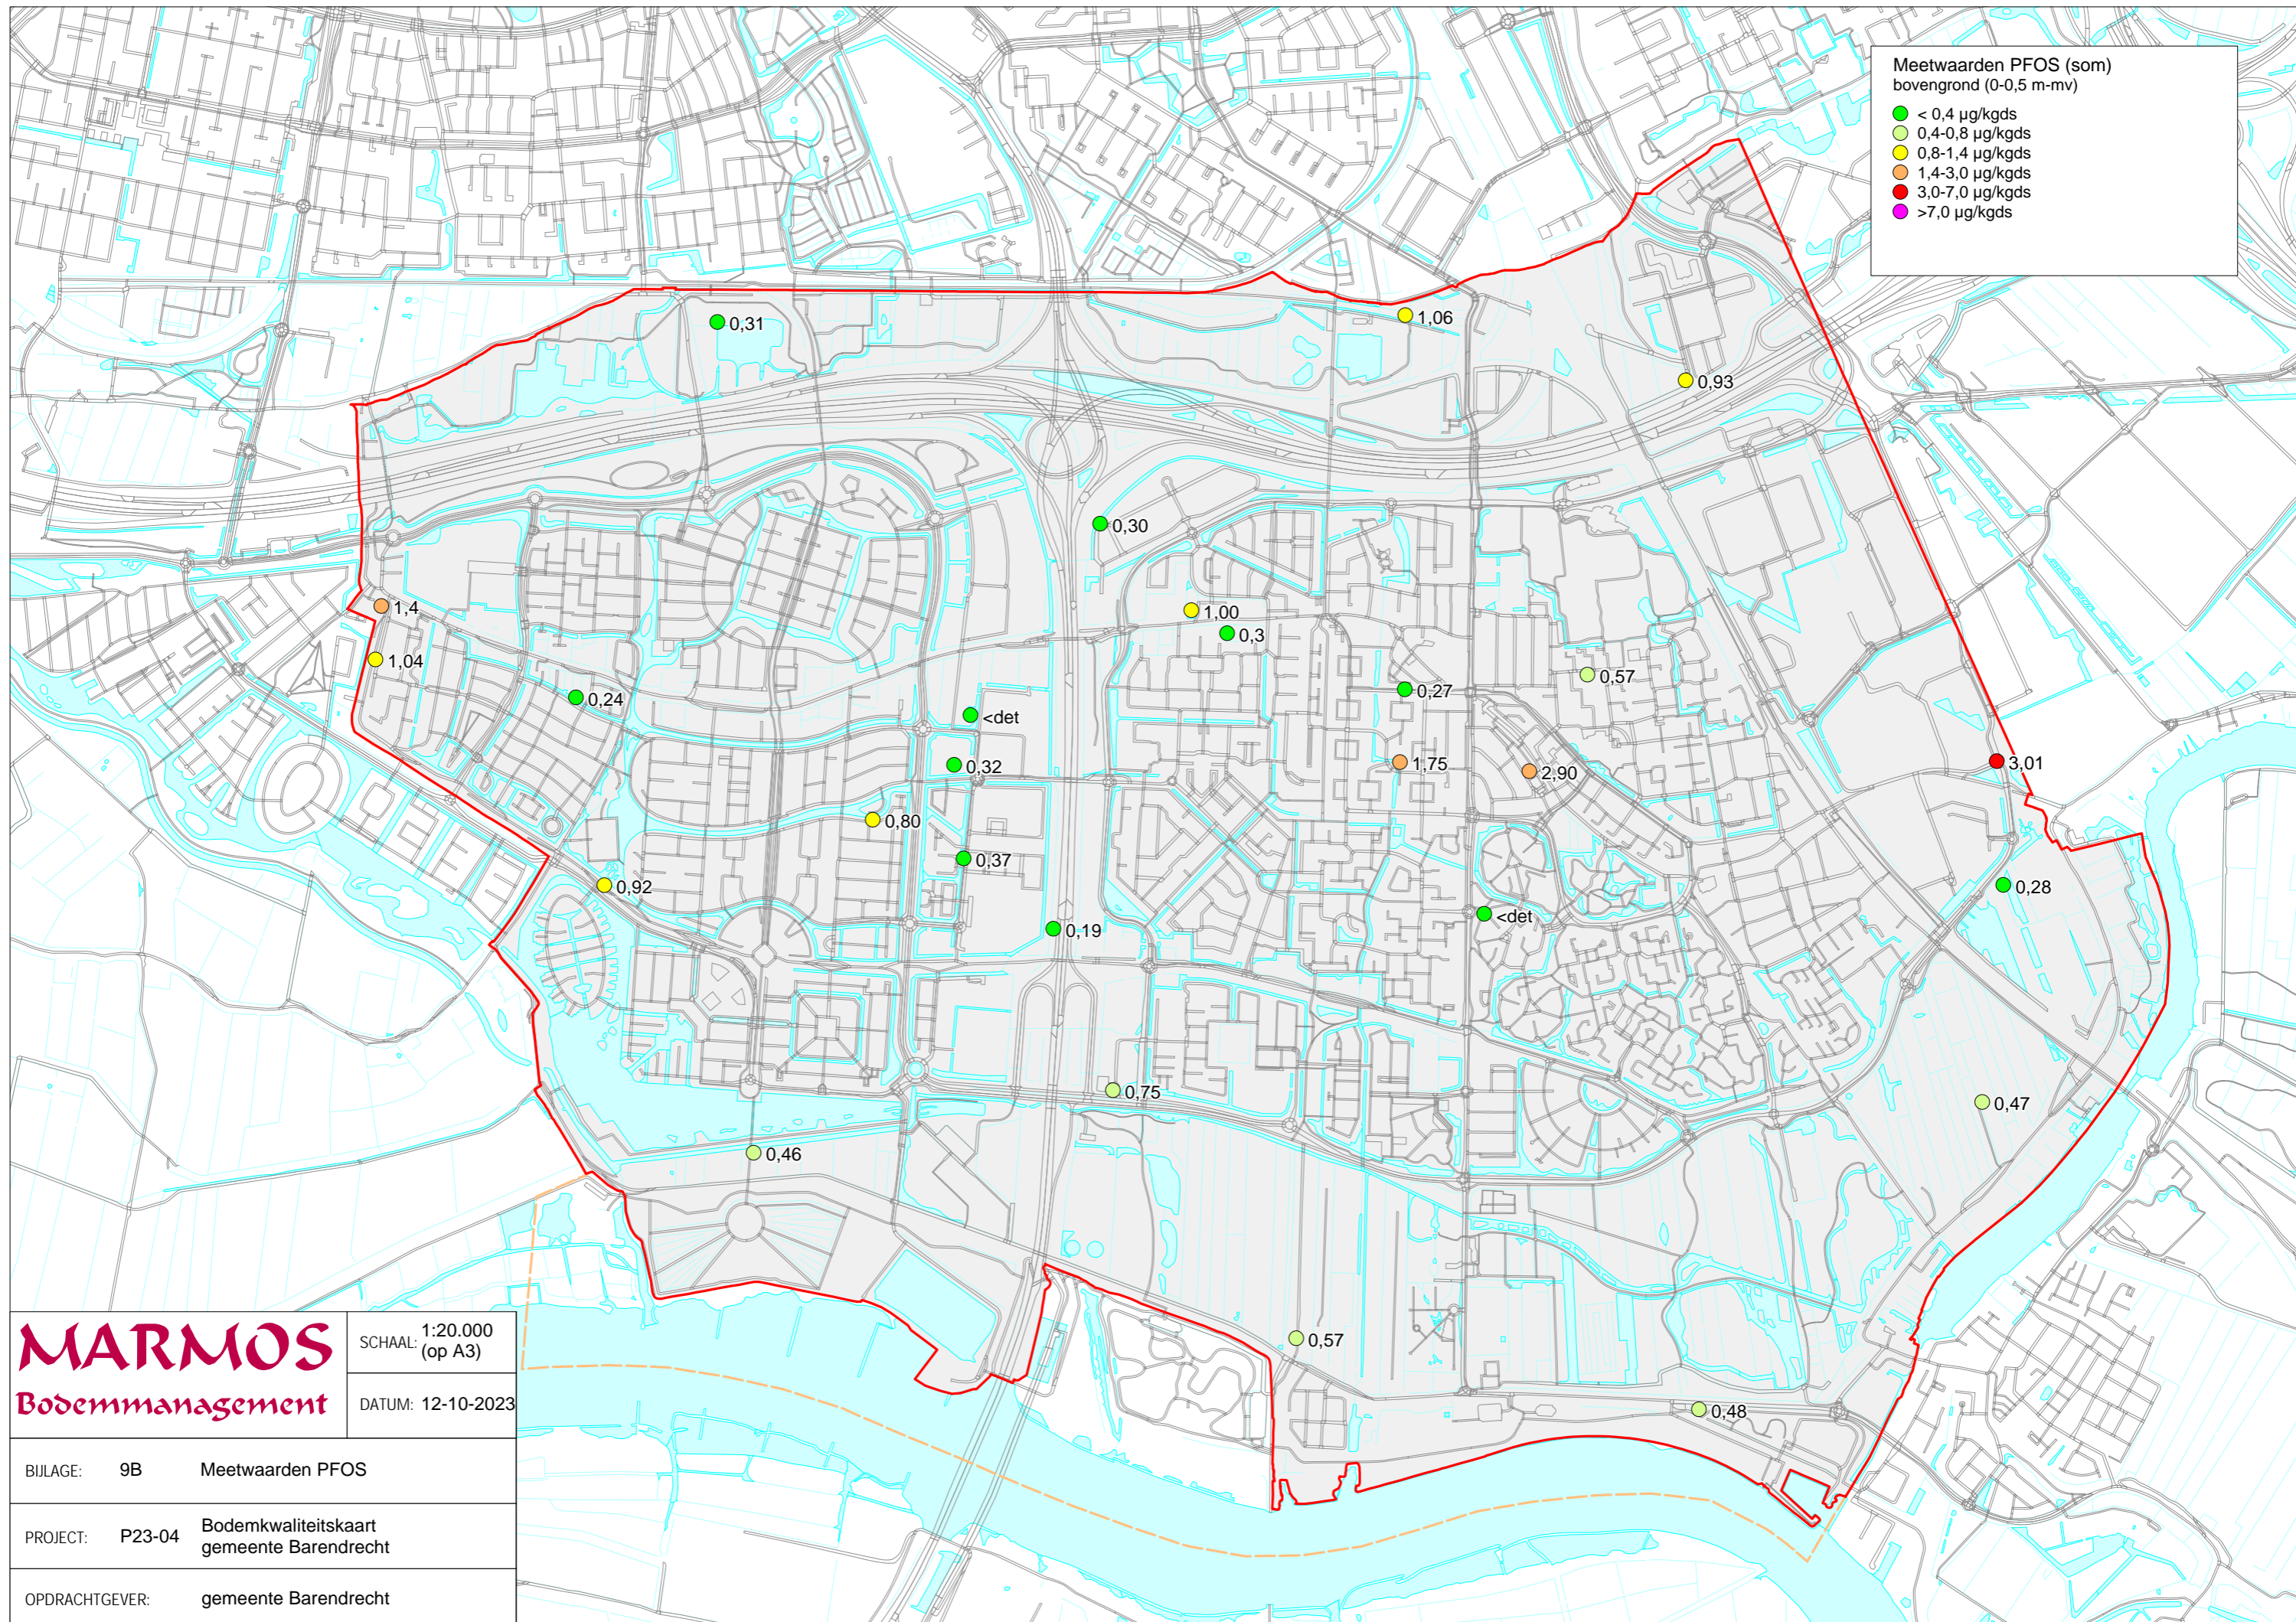 Meetwaarden PFOS (som)
bovengrond (0-0,5 m-mv)
< 0,4 µg/kgds
0,4-0,8 µg/kgds
0,8-1,4 µg/kgds
1,4-3,0 µg/kgds
3,0-7,0 µg/kgds
>7,0 µg/kgds
0,31
1,06
0,93
0,30
1,4
1,00
0,3
1,04
0,57
0,24
0,27
<det
0,32
1,75
2,90
3,01
0,80
0,37
0,92
0,28
<det
0,19
0,75
0,47
0,46
0,57
0,48
MARMOS
Bodemmanagement
SCHAAL: 1:20.000
(op A3)
DATUM: 12-10-2023
BIJLAGE: 9B Meetwaarden PFOS
PROJECT: P23-04 Bodemkwaliteitskaart
gemeente Barendrecht
OPDRACHTGEVER: gemeente Barendrecht